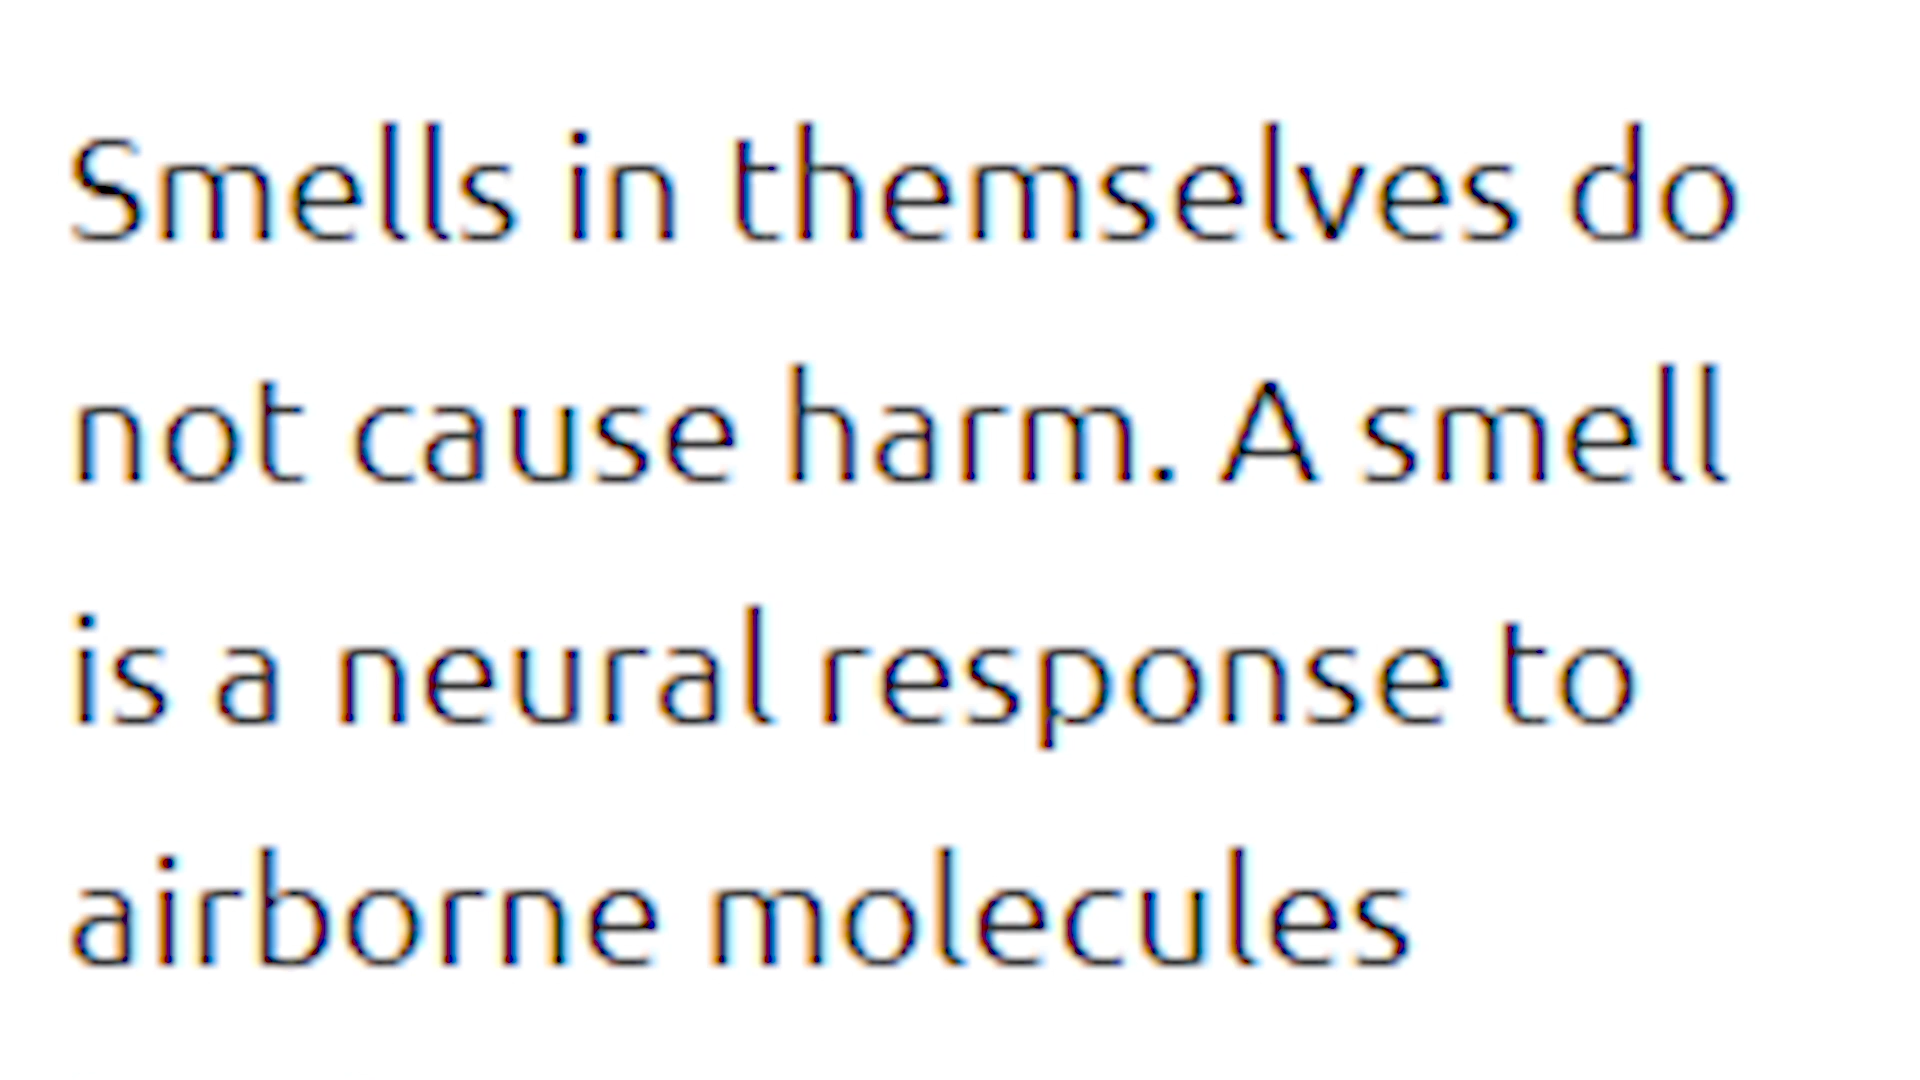 Smells in themselves do
not cause harm. A smell
is a neural response to
airborne molecules